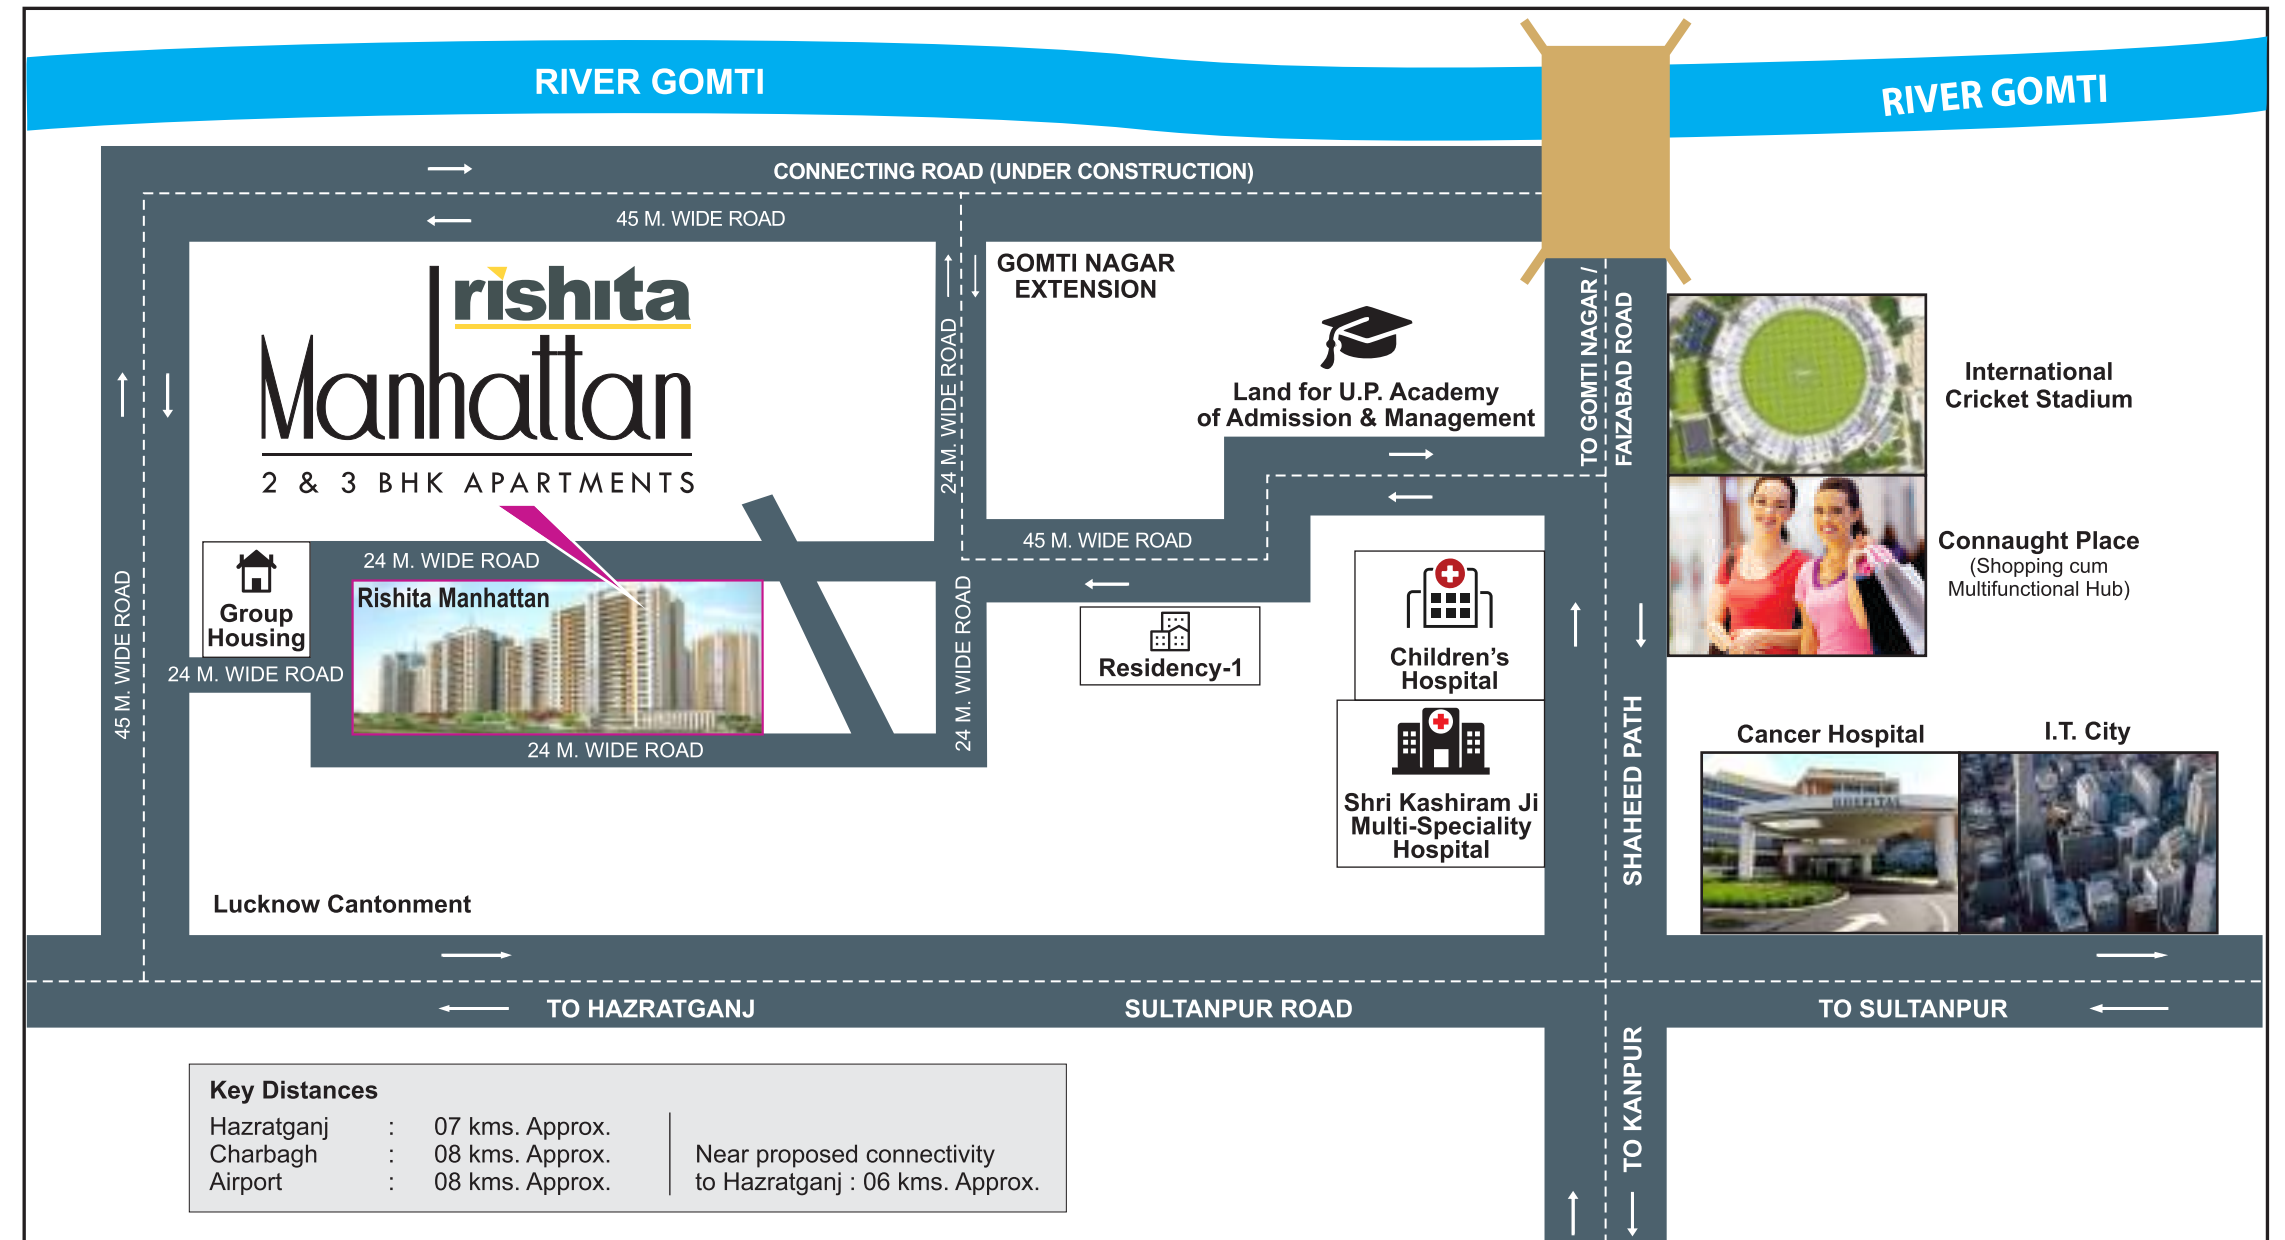 RIVER GOMTI
RIVER GOMTI
CONNECTING ROAD (UNDER CONSTRUCTION)
45 M. WIDE ROAD
rishita
Manhattan
2 & 3 BHK APARTMENTS
GOMTI NAGAR
EXTENSION
24 M. WIDE ROAD
Land for U.P. Academy
of Admission & Management
TO GOMTI NAGAR /
FAIZABAD ROAD
International
Cricket Stadium
45 M. WIDE ROAD
Connaught Place
(Shopping cum
Multifunctional Hub)
24 M. WIDE ROAD
Rishita Manhattan
Group
Housing
24 M. WIDE ROAD
45 M. WIDE ROAD
24 M. WIDE ROAD
24 M. WIDE ROAD
Residency-1
Children's
Hospital
Shri Kashiram Ji
Multi-Speciality
Hospital
SHAHEED PATH
Cancer Hospital
I.T. City
HOSPITAL
Lucknow Cantonment
TO HAZRATGANJ
SULTANPUR ROAD
TO SULTANPUR
TO KANPUR
Key Distances
Hazratganj : 07 kms. Approx.
Charbagh : 08 kms. Approx.
Airport : 08 kms. Approx.
Near proposed connectivity
to Hazratganj : 06 kms. Approx.